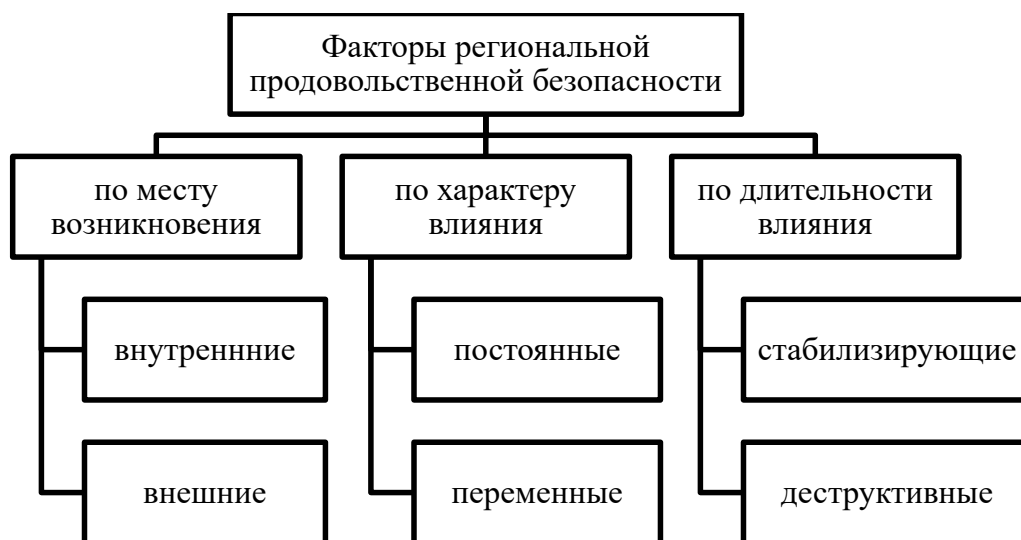 Факторы региональной
продовольственной безопасности
по месту
возникновения
по характеру
влияния
по длительности
влияния
внутреннние
постоянные
стабилизирующие
внешние
переменные
деструктивные